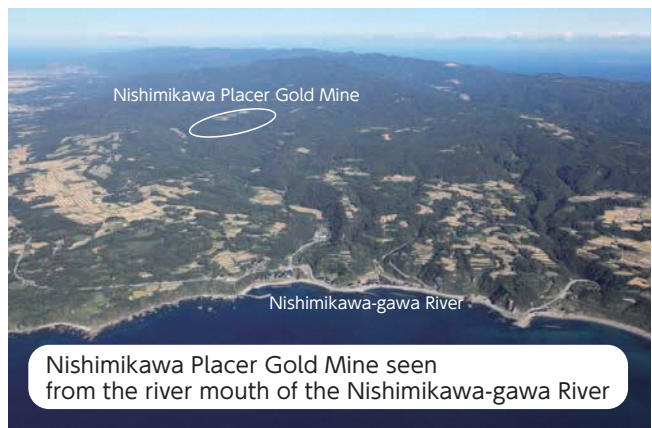 Nishimikawa Placer Gold Mine
Nishimikawa-gawa River
Nishimikawa Placer Gold Mine seen
from the river mouth of the Nishimikawa-gawa River